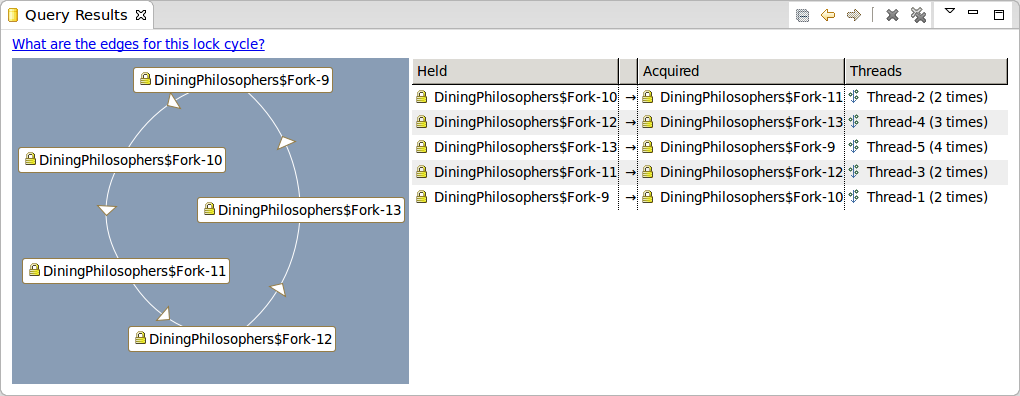 Query Results
What are the edges for this lock cycle?
DiningPhilosophers$Fork-9
DiningPhilosophers$Fork-10
DiningPhilosophers$Fork-13
DiningPhilosophers$Fork-11
DiningPhilosophers$Fork-12
Held Acquired Threads
DiningPhilosophers$Fork-10 → DiningPhilosophers$Fork-11 Thread-2 (2 times)
DiningPhilosophers$Fork-12 → DiningPhilosophers$Fork-13 Thread-4 (3 times)
DiningPhilosophers$Fork-13 → DiningPhilosophers$Fork-9 Thread-5 (4 times)
DiningPhilosophers$Fork-11 → DiningPhilosophers$Fork-12 Thread-3 (2 times)
DiningPhilosophers$Fork-9 → DiningPhilosophers$Fork-10 Thread-1 (2 times)